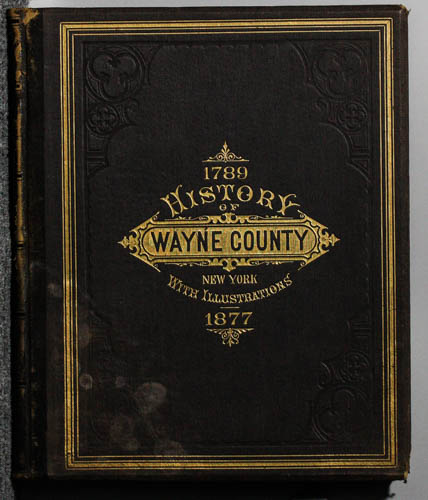 1789
HISTORY
OF
WAYNE COUNTY
NEW YORK
WITH ILLUSTRATIONS
1877